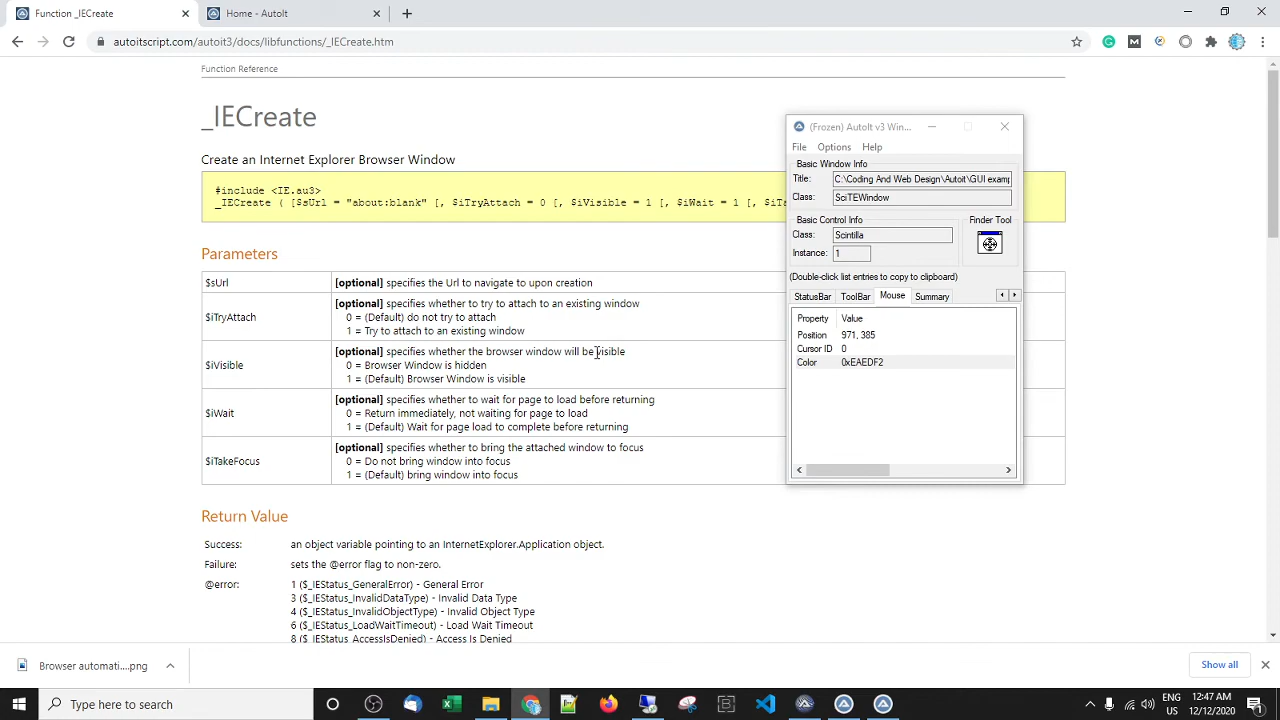 Function _IECreate
Home - AutoIt
autoitscript.com/autoit3/docs/libfunctions/_IECreate.htm
Function Reference
_IECreate
Create an Internet Explorer Browser Window
#include <IE.au3>
_IECreate ( [$sUrl = "about:blank" [, $iTryAttach = 0 [, $iVisible = 1 [, $iWait = 1 [, $iTa
Parameters
$sUrl
[optional] specifies the Url to navigate to upon creation
$iTryAttach
[optional] specifies whether to try to attach to an existing window
0 = (Default) do not try to attach
1 = Try to attach to an existing window
$iVisible
[optional] specifies whether the browser window will be visible
0 = Browser Window is hidden
1 = (Default) Browser Window is visible
$iWait
[optional] specifies whether to wait for page to load before returning
0 = Return immediately, not waiting for page to load
1 = (Default) Wait for page load to complete before returning
$iTakeFocus
[optional] specifies whether to bring the attached window to focus
0 = Do not bring window into focus
1 = (Default) bring window into focus
Return Value
Success: an object variable pointing to an InternetExplorer.Application object.
Failure: sets the @error flag to non-zero.
@error: 1 ($_IEStatus_GeneralError) - General Error
3 ($_IEStatus_InvalidDataType) - Invalid Data Type
4 ($_IEStatus_InvalidObjectType) - Invalid Object Type
6 ($_IEStatus_LoadWaitTimeout) - Load Wait Timeout
8 ($_IEStatus_AccessIsDenied) - Access Is Denied
(Frozen) AutoIt v3 Win...
File Options Help
Basic Window Info
Title: C:\Coding And Web Design\Autoit\GUI examp
Class: SciTEWindow
Basic Control Info
Finder Tool
Class: Scintilla
Instance: 1
(Double-click list entries to copy to clipboard)
StatusBar ToolBar Mouse Summary
Property Value
Position 971, 385
Cursor ID 0
Color 0xEAEDF2
Browser automati....png
Show all
Type here to search
ENG
US
12:47 AM
12/12/2020
1